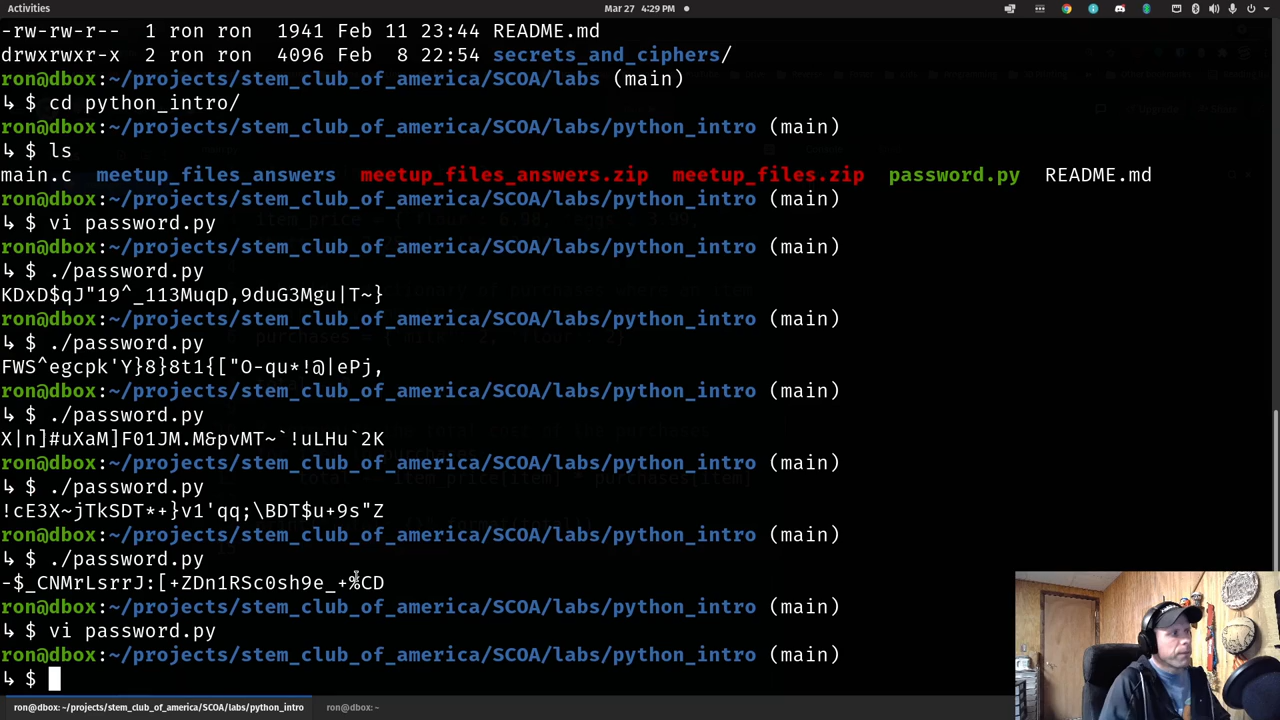 Activities
Mar 27 4:29 PM
-rw-rw-r-- 1 ron ron 1941 Feb 11 23:44 README.md
drwxrwxr-x 2 ron ron 4096 Feb 8 22:54 secrets_and_ciphers/
ron@dbox:~/projects/stem_club_of_america/SCOA/labs (main)
↳ $ cd python_intro/
ron@dbox:~/projects/stem_club_of_america/SCOA/labs/python_intro (main)
↳ $ ls
main.c meetup_files_answers meetup_files_answers.zip meetup_files.zip password.py README.md
ron@dbox:~/projects/stem_club_of_america/SCOA/labs/python_intro (main)
↳ $ vi password.py
ron@dbox:~/projects/stem_club_of_america/SCOA/labs/python_intro (main)
↳ $ ./password.py
KDxD$qJ"19^_113MuqD,9duG3Mgu|T~}
ron@dbox:~/projects/stem_club_of_america/SCOA/labs/python_intro (main)
↳ $ ./password.py
FWS^egcpk'Y}8}8t1{["O-qu*!@|ePj,
ron@dbox:~/projects/stem_club_of_america/SCOA/labs/python_intro (main)
↳ $ ./password.py
X|n]#uXaM]F01JM.M&pvMT~`!uLHu`2K
ron@dbox:~/projects/stem_club_of_america/SCOA/labs/python_intro (main)
↳ $ ./password.py
!cE3X~jTkSDT*+}v1'qq;\BDT$u+9s"Z
ron@dbox:~/projects/stem_club_of_america/SCOA/labs/python_intro (main)
↳ $ ./password.py
-$_CNMrLsrrJ:[+ZDn1RSc0sh9e_+%CD
ron@dbox:~/projects/stem_club_of_america/SCOA/labs/python_intro (main)
↳ $ vi password.py
ron@dbox:~/projects/stem_club_of_america/SCOA/labs/python_intro (main)
↳ $
ron@dbox: ~/projects/stem_club_of_america/SCOA/labs/python_intro
ron@dbox: ~